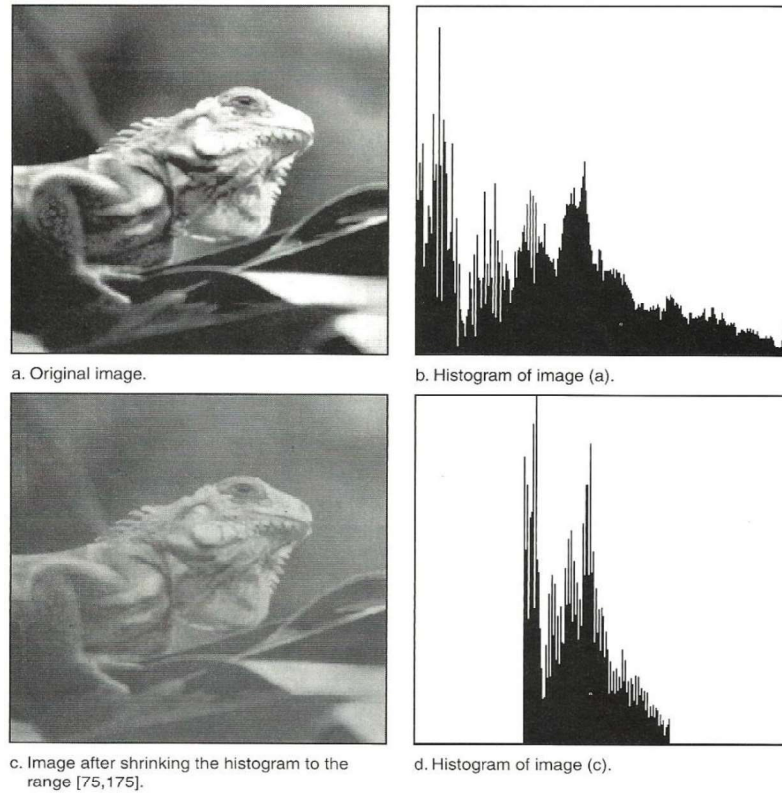 a. Original image.
b. Histogram of image (a).
c. Image after shrinking the histogram to the
range [75,175].
d. Histogram of image (c).